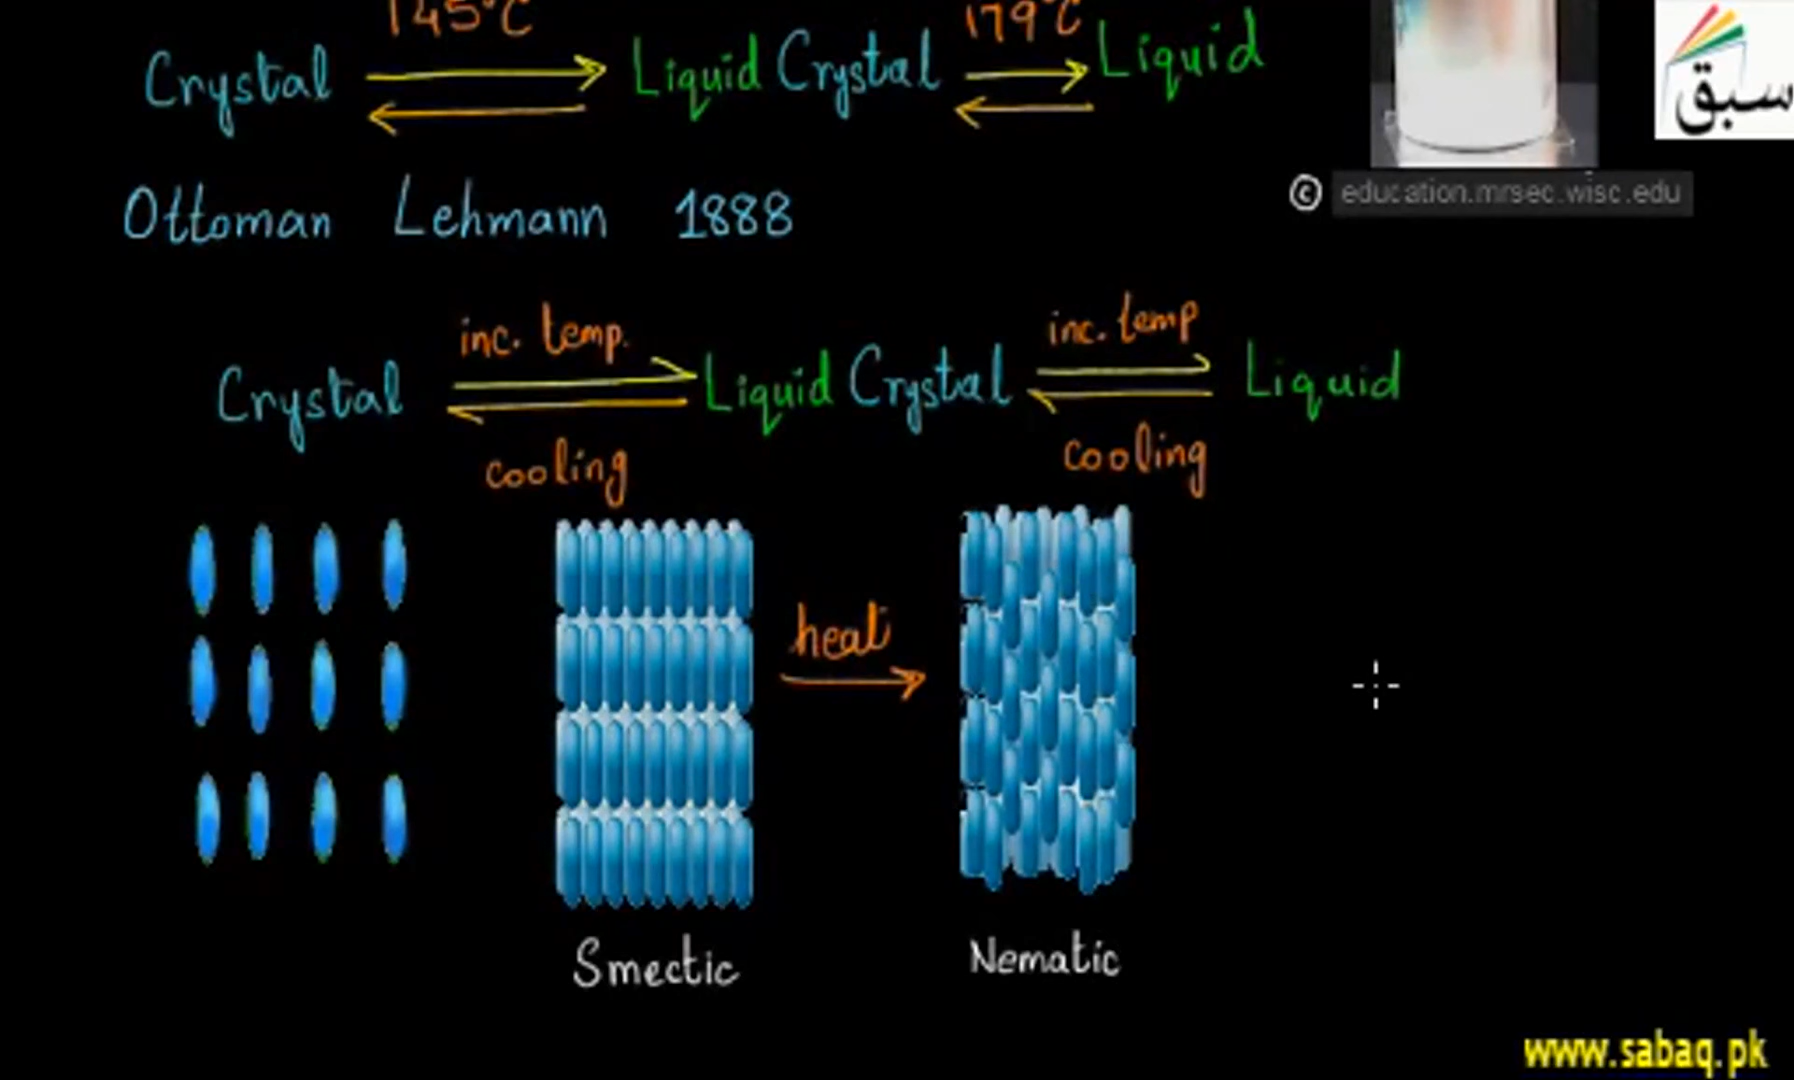 145°C 179°C
Crystal Liquid Crystal Liquid
سبق
© education.mrsec.wisc.edu
Ottoman Lehmann 1888
inc. temp. inc. temp
Crystal Liquid Crystal Liquid
cooling cooling
heat
Smectic Nematic
www.sabaq.pk